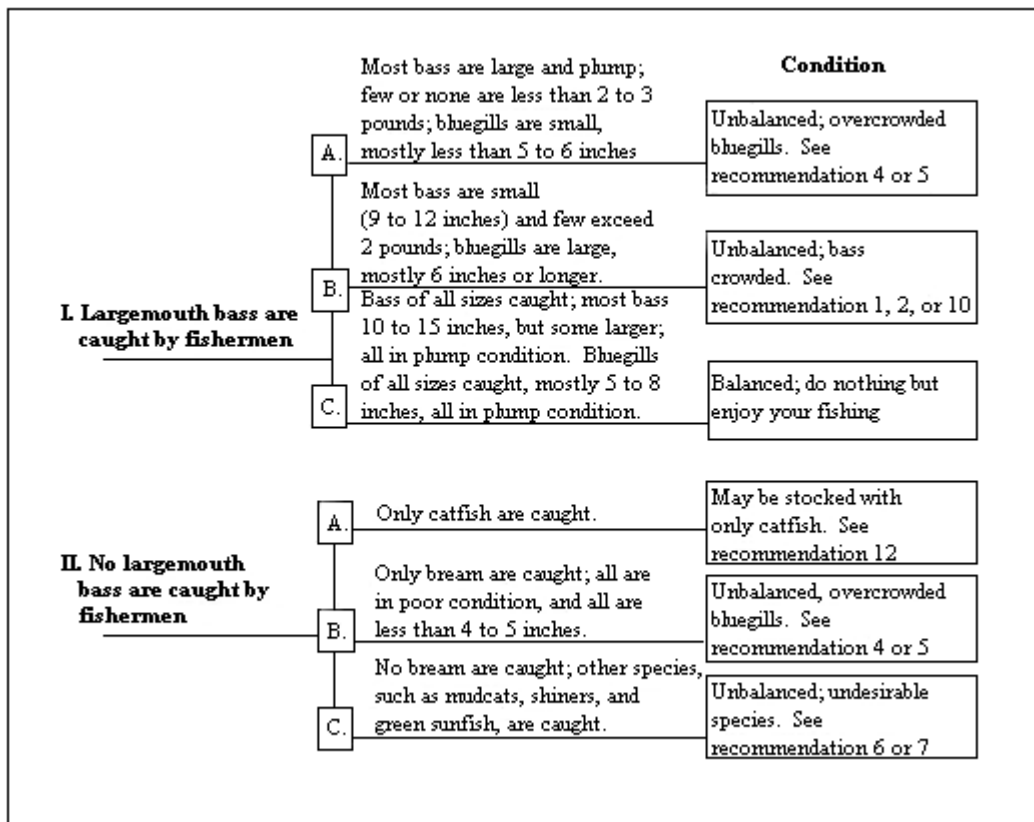 Condition
Most bass are large and plump;
few or none are less than 2 to 3
pounds; bluegills are small,
mostly less than 5 to 6 inches
A.
Unbalanced; overcrowded
bluegills. See
recommendation 4 or 5
Most bass are small
(9 to 12 inches) and few exceed
2 pounds; bluegills are large,
mostly 6 inches or longer.
B.
Unbalanced; bass
crowded. See
recommendation 1, 2, or 10
I. Largemouth bass are
caught by fishermen
Bass of all sizes caught; most bass
10 to 15 inches, but some larger;
all in plump condition. Bluegills
of all sizes caught, mostly 5 to 8
inches, all in plump condition.
C.
Balanced; do nothing but
enjoy your fishing
II. No largemouth
bass are caught by
fishermen
A.
Only catfish are caught.
May be stocked with
only catfish. See
recommendation 12
Only bream are caught; all are
in poor condition, and all are
less than 4 to 5 inches.
B.
Unbalanced, overcrowded
bluegills. See
recommendation 4 or 5
No bream are caught; other species,
such as mudcats, shiners, and
green sunfish, are caught.
C.
Unbalanced; undesirable
species. See
recommendation 6 or 7